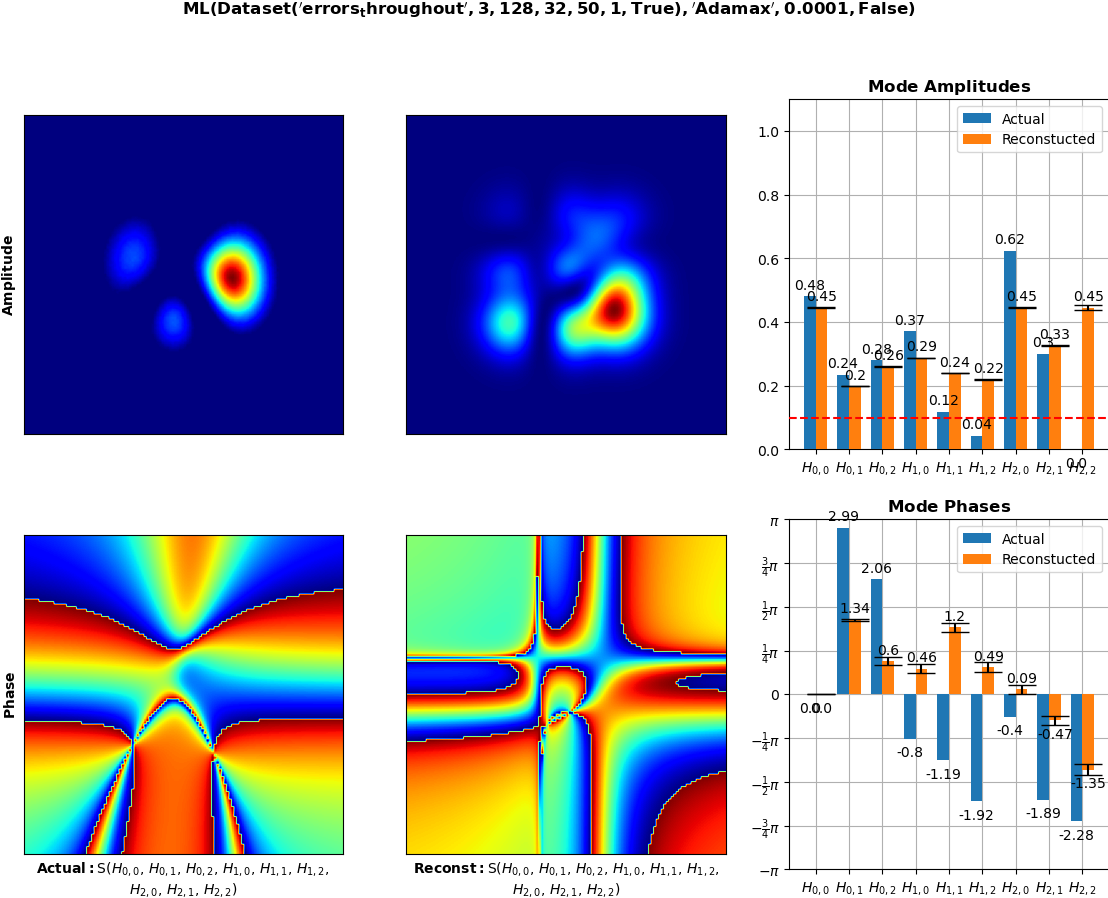 ML(Dataset('errors_throughout', 3, 128, 32, 50, 1, True), 'Adamax', 0.0001, False)
Amplitude
Mode Amplitudes
Actual
Reconstucted
1.0
0.8
0.6
0.4
0.2
0.0
0.48
0.45
0.24
0.2
0.28
0.26
0.37
0.29
0.12
0.24
0.04
0.22
0.62
0.45
0.3
0.33
0.0
0.45
H0,0 H0,1 H0,2 H1,0 H1,1 H1,2 H2,0 H2,1 H2,2
Phase
Mode Phases
Actual
Reconstucted
π
3/4π
1/2π
1/4π
0
−1/4π
−1/2π
−3/4π
−π
0.0
0.0
2.99
1.34
2.06
0.6
-0.8
0.46
-1.19
1.2
-1.92
0.49
-0.4
0.09
-1.89
-0.47
-2.28
-1.35
H0,0 H0,1 H0,2 H1,0 H1,1 H1,2 H2,0 H2,1 H2,2
Actual: S(H0,0, H0,1, H0,2, H1,0, H1,1, H1,2,
H2,0, H2,1, H2,2)
Reconst: S(H0,0, H0,1, H0,2, H1,0, H1,1, H1,2,
H2,0, H2,1, H2,2)